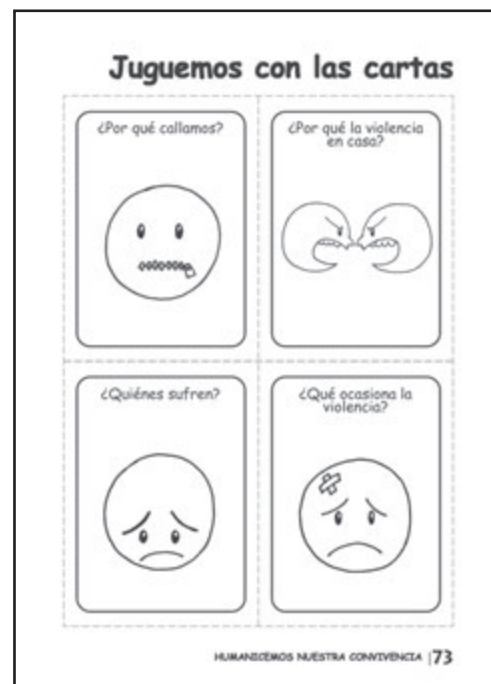 Juguemos con las cartas
¿Por qué callamos?
¿Por qué la violencia
en casa?
¿Quiénes sufren?
¿Qué ocasiona la
violencia?
HUMANICEMOS NUESTRA CONVIVENCIA |73